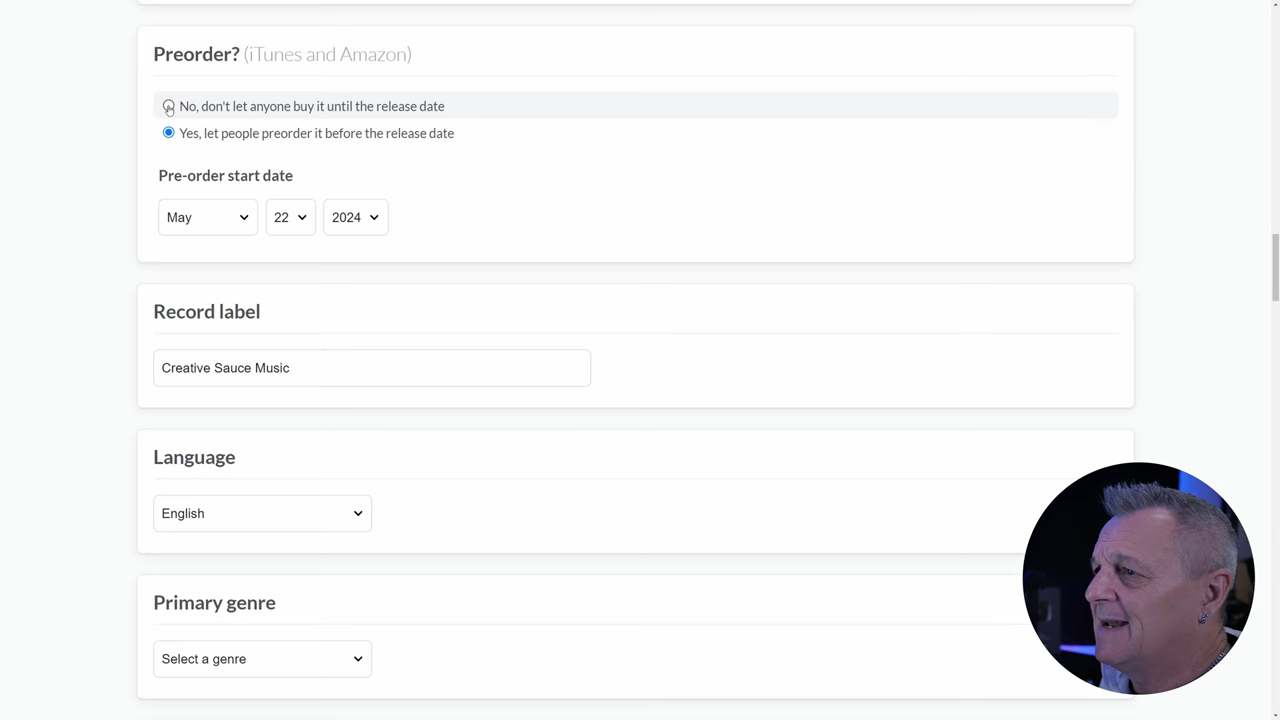 Preorder? (iTunes and Amazon)
No, don't let anyone buy it until the release date
Yes, let people preorder it before the release date
Pre-order start date
May 22 2024
Record label
Creative Sauce Music
Language
English
Primary genre
Select a genre